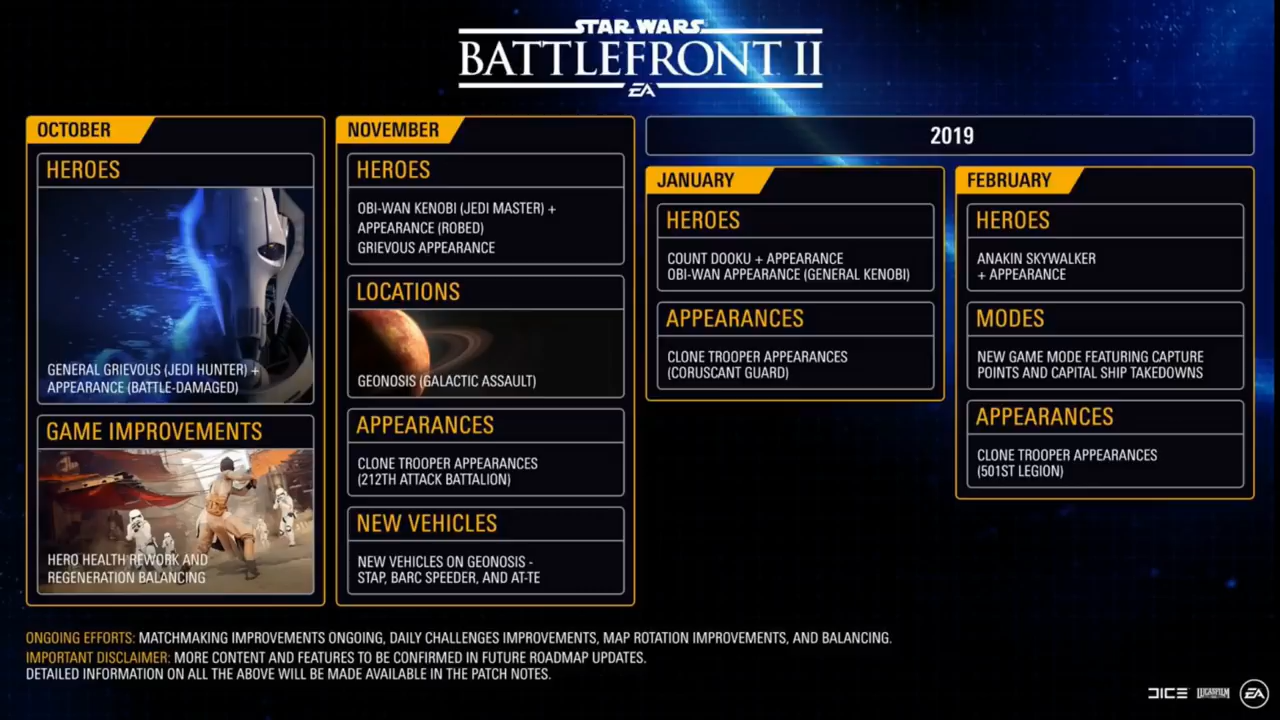 STAR WARS
BATTLEFRONT II
EA
OCTOBER
HEROES
GENERAL GRIEVOUS (JEDI HUNTER) +
APPEARANCE (BATTLE-DAMAGED)
GAME IMPROVEMENTS
HERO HEALTH REWORK AND
REGENERATION BALANCING
NOVEMBER
HEROES
OBI-WAN KENOBI (JEDI MASTER) +
APPEARANCE (ROBED)
GRIEVOUS APPEARANCE
LOCATIONS
GEONOSIS (GALACTIC ASSAULT)
APPEARANCES
CLONE TROOPER APPEARANCES
(212TH ATTACK BATTALION)
NEW VEHICLES
NEW VEHICLES ON GEONOSIS -
STAP, BARC SPEEDER, AND AT-TE
2019
JANUARY
HEROES
COUNT DOOKU + APPEARANCE
OBI-WAN APPEARANCE (GENERAL KENOBI)
APPEARANCES
CLONE TROOPER APPEARANCES
(CORUSCANT GUARD)
FEBRUARY
HEROES
ANAKIN SKYWALKER
+ APPEARANCE
MODES
NEW GAME MODE FEATURING CAPTURE
POINTS AND CAPITAL SHIP TAKEDOWNS
APPEARANCES
CLONE TROOPER APPEARANCES
(501ST LEGION)
ONGOING EFFORTS: MATCHMAKING IMPROVEMENTS ONGOING, DAILY CHALLENGES IMPROVEMENTS, MAP ROTATION IMPROVEMENTS, AND BALANCING.
IMPORTANT DISCLAIMER: MORE CONTENT AND FEATURES TO BE CONFIRMED IN FUTURE ROADMAP UPDATES.
DETAILED INFORMATION ON ALL THE ABOVE WILL BE MADE AVAILABLE IN THE PATCH NOTES.
DICE LUCASFILM EA